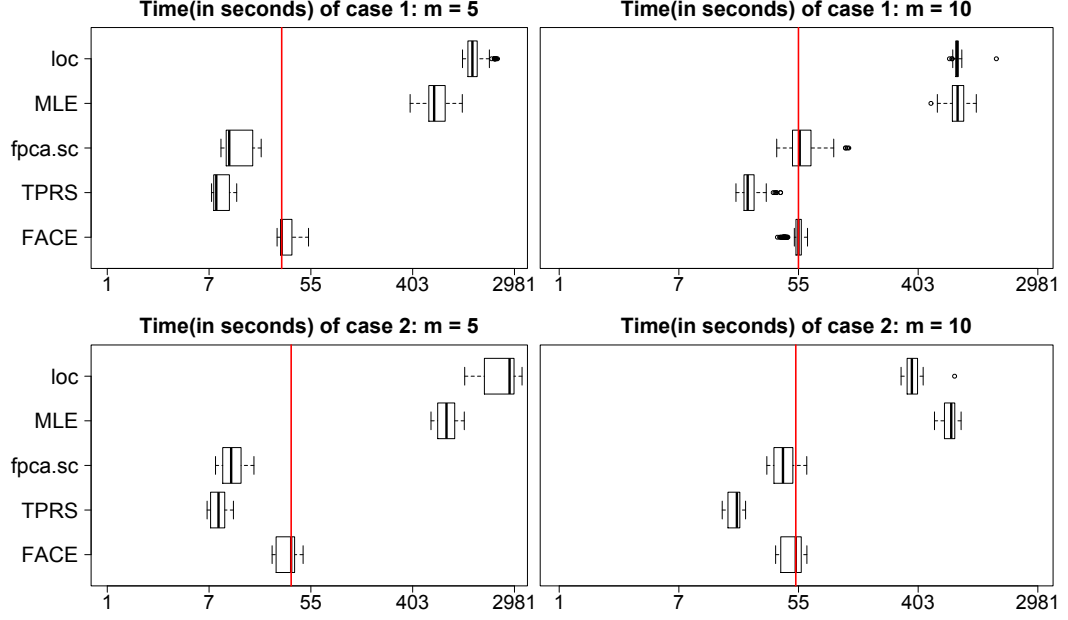 Time(in seconds) of case 1: m = 5
Time(in seconds) of case 1: m = 10
loc
MLE
fpca.sc
TPRS
FACE
1 7 55 403 2981
1 7 55 403 2981
Time(in seconds) of case 2: m = 5
Time(in seconds) of case 2: m = 10
loc
MLE
fpca.sc
TPRS
FACE
1 7 55 403 2981
1 7 55 403 2981